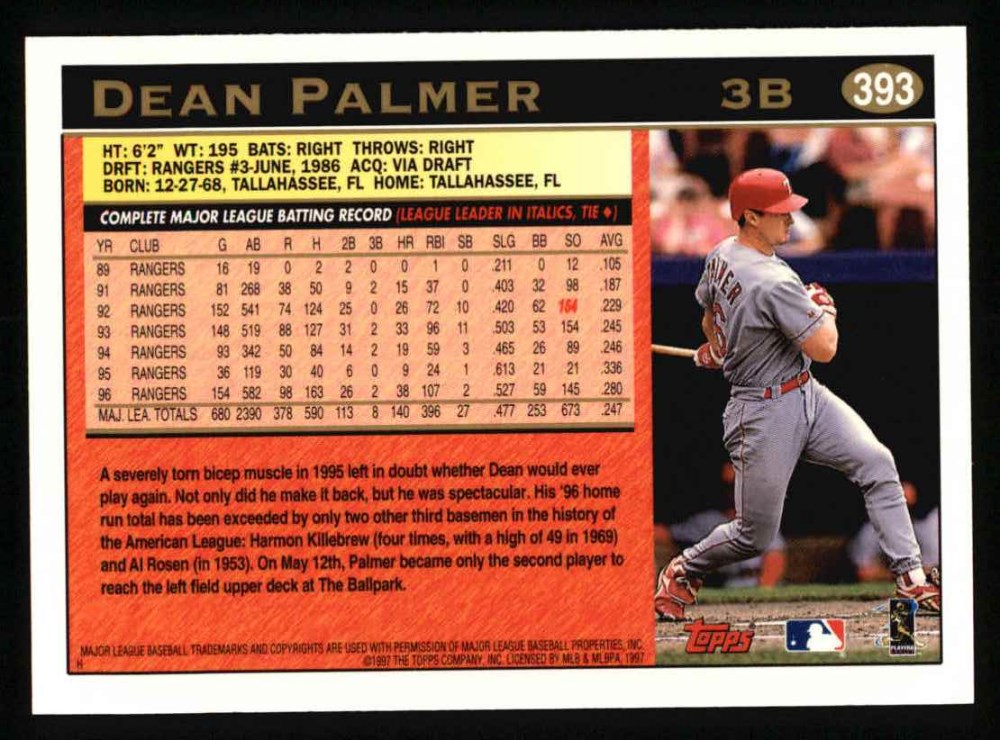 DEAN PALMER 3B 393
HT: 6'2" WT: 195 BATS: RIGHT THROWS: RIGHT
DRFT: RANGERS #3-JUNE, 1986 ACQ: VIA DRAFT
BORN: 12-27-68, TALLAHASSEE, FL HOME: TALLAHASSEE, FL
COMPLETE MAJOR LEAGUE BATTING RECORD (LEAGUE LEADER IN ITALICS, TIE ♦)
YR CLUB G AB R H 2B 3B HR RBI SB SLG BB SO AVG
89 RANGERS 16 19 0 2 2 0 0 1 0 .211 0 12 .105
91 RANGERS 81 268 38 50 9 2 15 37 0 .403 32 98 .187
92 RANGERS 152 541 74 124 25 0 26 72 10 .420 62 154 .229
93 RANGERS 148 519 88 127 31 2 33 96 11 .503 53 154 .245
94 RANGERS 93 342 50 84 14 2 19 59 3 .465 26 89 .246
95 RANGERS 36 119 30 40 6 0 9 24 1 .613 21 21 .336
96 RANGERS 154 582 98 163 26 2 38 107 2 .527 59 145 .280
MAJ. LEA. TOTALS 680 2390 378 590 113 8 140 396 27 .477 253 673 .247
A severely torn bicep muscle in 1995 left in doubt whether Dean would ever
play again. Not only did he make it back, but he was spectacular. His '96 home
run total has been exceeded by only two other third basemen in the history of
the American League: Harmon Killebrew (four times, with a high of 49 in 1969)
and Al Rosen (in 1953). On May 12th, Palmer became only the second player to
reach the left field upper deck at The Ballpark.
MAJOR LEAGUE BASEBALL TRADEMARKS AND COPYRIGHTS ARE USED WITH PERMISSION OF MAJOR LEAGUE BASEBALL PROPERTIES, INC.
H ©1997 THE TOPPS COMPANY, INC. LICENSED BY MLB & MLBPA, 1997
PALMER
6
Topps
PLAYERS